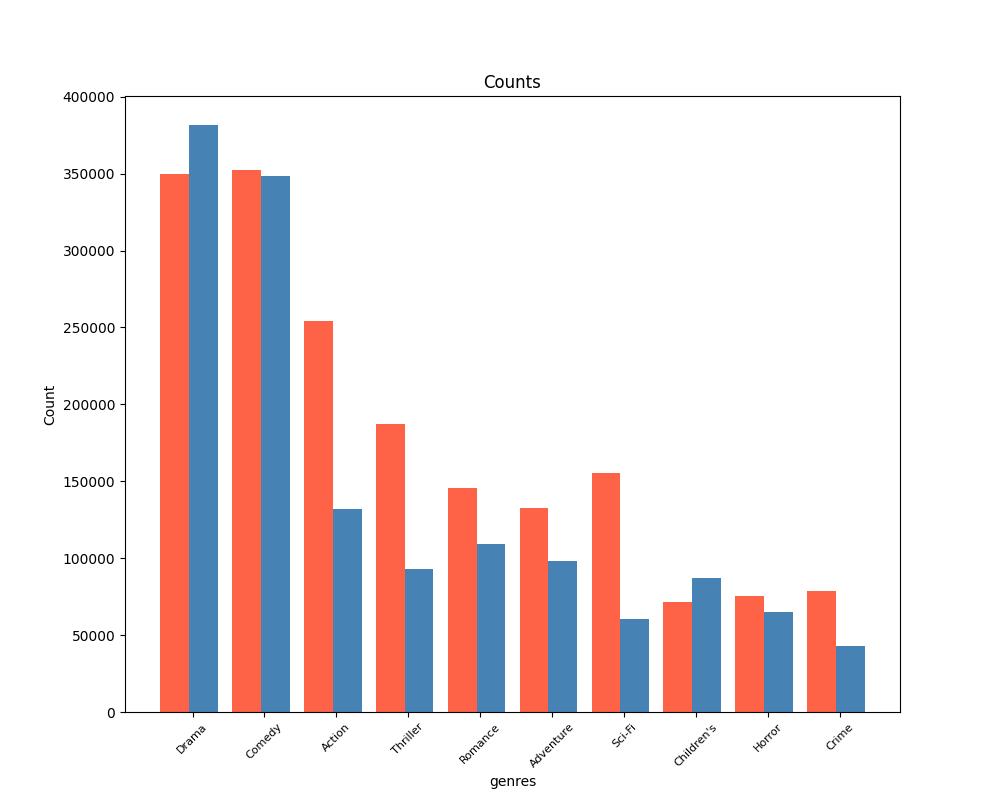 Counts
400000
350000
300000
250000
200000
150000
100000
50000
0
Count
Drama
Comedy
Action
Thriller
Romance
Adventure
Sci-Fi
Children's
Horror
Crime
genres